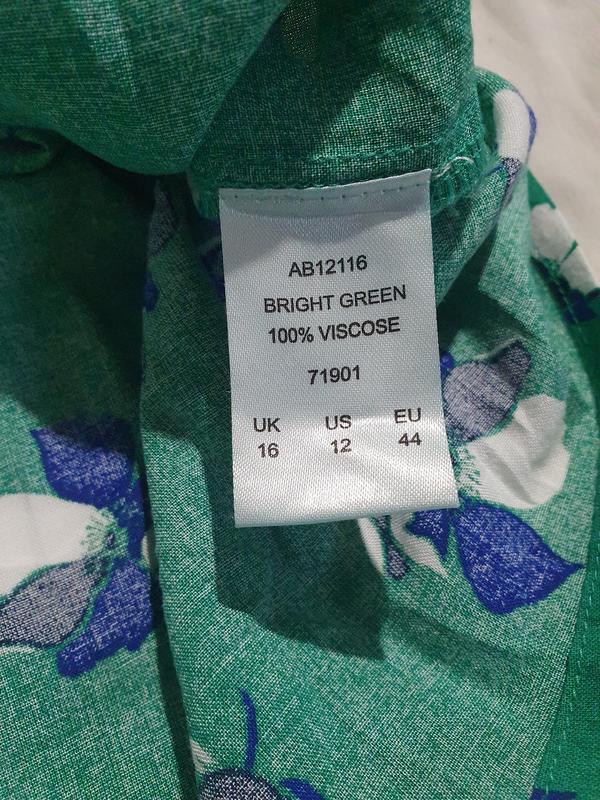 AB12116
BRIGHT GREEN
100% VISCOSE
71901
UK US EU
16 12 44